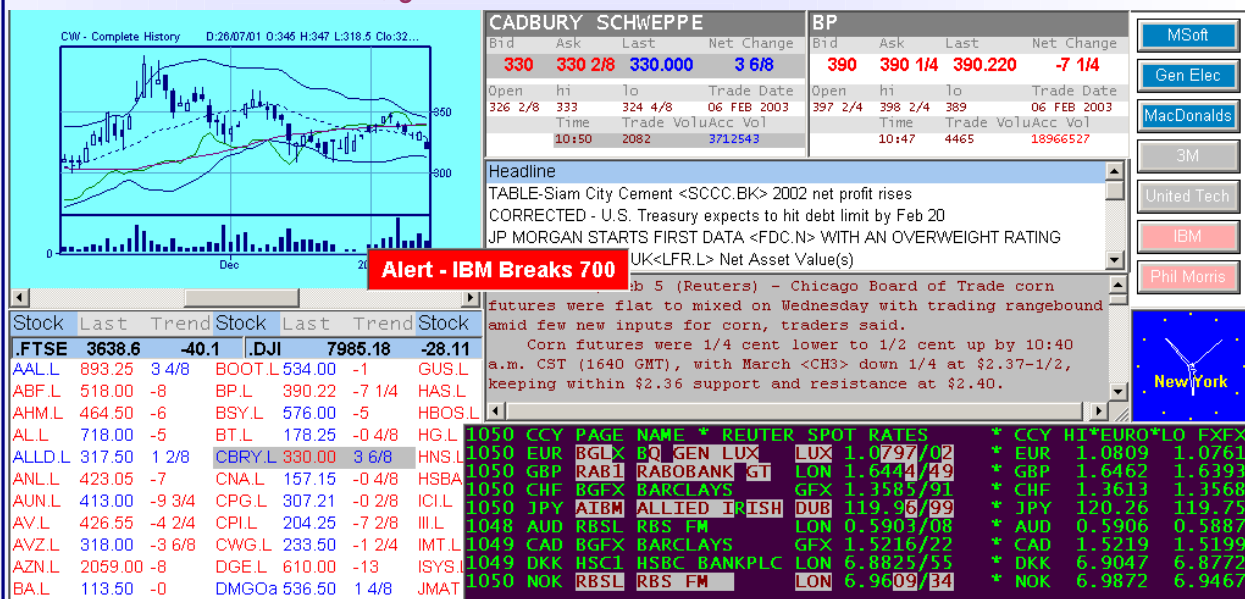 CW - Complete History D:26/07/01 O:345 H:347 L:318.5 Clo:32...
350
300
0
Dec
Alert - IBM Breaks 700
CADBURY SCHWEPPE
Bid Ask Last Net Change
330 330 2/8 330.000 3 6/8
Open hi lo Trade Date
326 2/8 333 324 4/8 06 FEB 2003
Time Trade VoluAcc Vol
10:50 2082 3712543
BP
Bid Ask Last Net Change
390 390 1/4 390.220 -7 1/4
Open hi lo Trade Date
397 2/4 398 2/4 389 06 FEB 2003
Time Trade VoluAcc Vol
10:47 4465 18966527
MSoft
Gen Elec
MacDonalds
3M
United Tech
IBM
Phil Morris
Headline
TABLE-Siam City Cement <SCCC.BK> 2002 net profit rises
CORRECTED - U.S. Treasury expects to hit debt limit by Feb 20
JP MORGAN STARTS FIRST DATA <FDC.N> WITH AN OVERWEIGHT RATING
UK<LFR.L> Net Asset Value(s)
5 (Reuters) - Chicago Board of Trade corn
futures were flat to mixed on Wednesday with trading rangebound
amid few new inputs for corn, traders said.
Corn futures were 1/4 cent lower to 1/2 cent up by 10:40
a.m. CST (1640 GMT), with March <CH3> down 1/4 at $2.37-1/2,
keeping within $2.36 support and resistance at $2.40.
New York
Stock Last Trend Stock Last Trend Stock
.FTSE 3638.6 -40.1 .DJI 7985.18 -28.11
AAL.L 893.25 3 4/8 BOOT.L 534.00 -1 GUS.L
ABF.L 518.00 -8 BP.L 390.22 -7 1/4 HAS.L
AHM.L 464.50 -6 BSY.L 576.00 -5 HBOS.L
AL.L 718.00 -5 BT.L 178.25 -0 4/8 HG.L
ALLD.L 317.50 1 2/8 CBRY.L 330.00 3 6/8 HNS.L
ANL.L 423.05 -7 CNA.L 157.15 -0 4/8 HSBA
AUN.L 413.00 -9 3/4 CPG.L 307.21 -0 2/8 ICI.L
AV.L 426.55 -4 2/4 CPI.L 204.25 -7 2/8 III.L
AVZ.L 318.00 -3 6/8 CWG.L 233.50 -1 2/4 IMT.L
AZN.L 2059.00 -8 DGE.L 610.00 -13 ISYS.L
BA.L 113.50 -0 DMGOa 536.50 1 4/8 JMAT
1050 CCY PAGE NAME * REUTER SPOT RATES * CCY HI*EURO*LO FXFX
1050 EUR BGLX BQ GEN LUX LUX 1.0797/02 * EUR 1.0809 1.0761
1050 GBP RAB1 RABOBANK GT LON 1.6444/49 * GBP 1.6462 1.6393
1050 CHF BGFX BARCLAYS GFX 1.3585/91 * CHF 1.3613 1.3568
1050 JPY AIBM ALLIED IRISH DUB 119.96/99 * JPY 120.26 119.75
1048 AUD RBSL RBS FM LON 0.5903/08 * AUD 0.5906 0.5887
1049 CAD BGFX BARCLAYS GFX 1.5216/22 * CAD 1.5219 1.5199
1049 DKK HSC1 HSBC BANKPLC LON 6.8825/55 * DKK 6.9047 6.8772
1050 NOK RBSL RBS FM LON 6.9609/34 * NOK 6.9872 6.9467